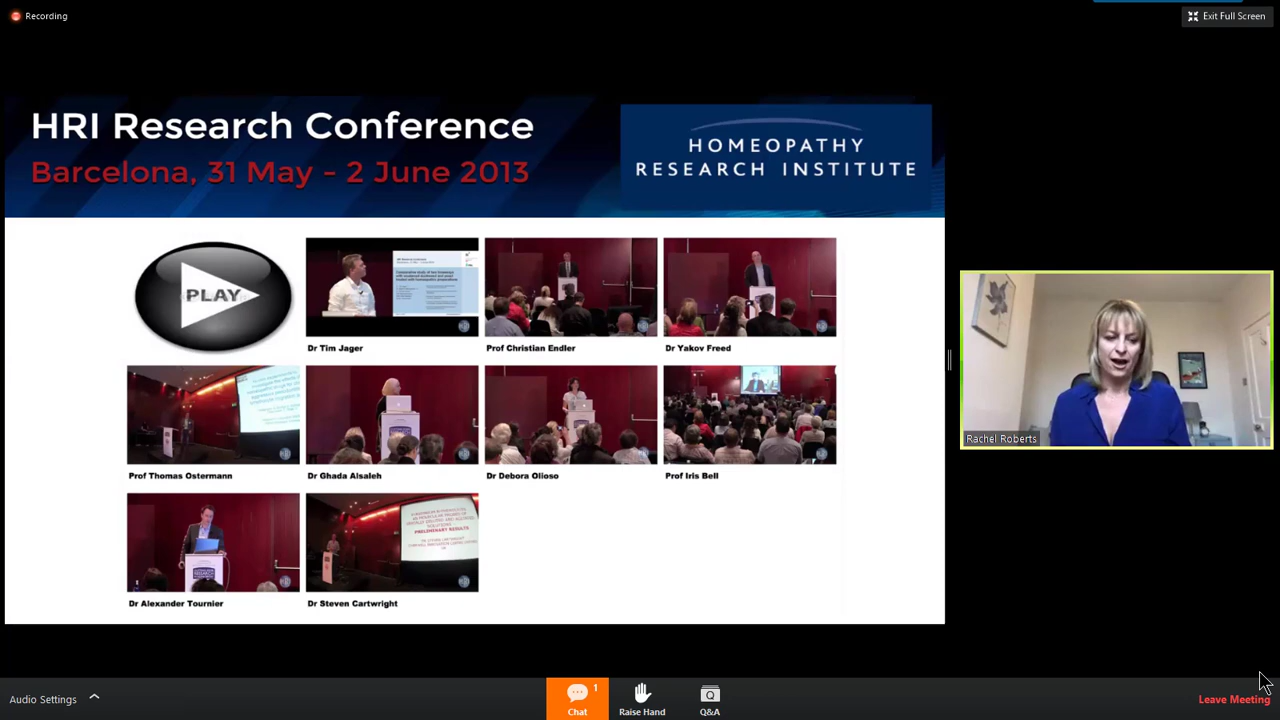 Recording
Exit Full Screen
HRI Research Conference
Barcelona, 31 May - 2 June 2013
HOMEOPATHY
RESEARCH INSTITUTE
PLAY
Dr Tim Jager
Prof Christian Endler
Dr Yakov Freed
Prof Thomas Ostermann
Dr Ghada Alsaleh
Dr Debora Olioso
Prof Iris Bell
PRELIMINARY RESULTS
Dr Alexander Tournier
Dr Steven Cartwright
Rachel Roberts
Audio Settings
1
Chat
Raise Hand
Q
Q&A
Leave Meeting